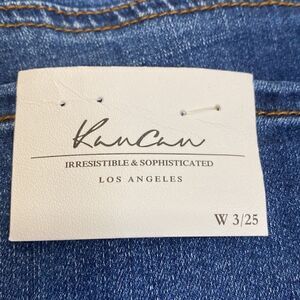 KanCan
IRRESISTIBLE & SOPHISTICATED
LOS ANGELES
W 3/25